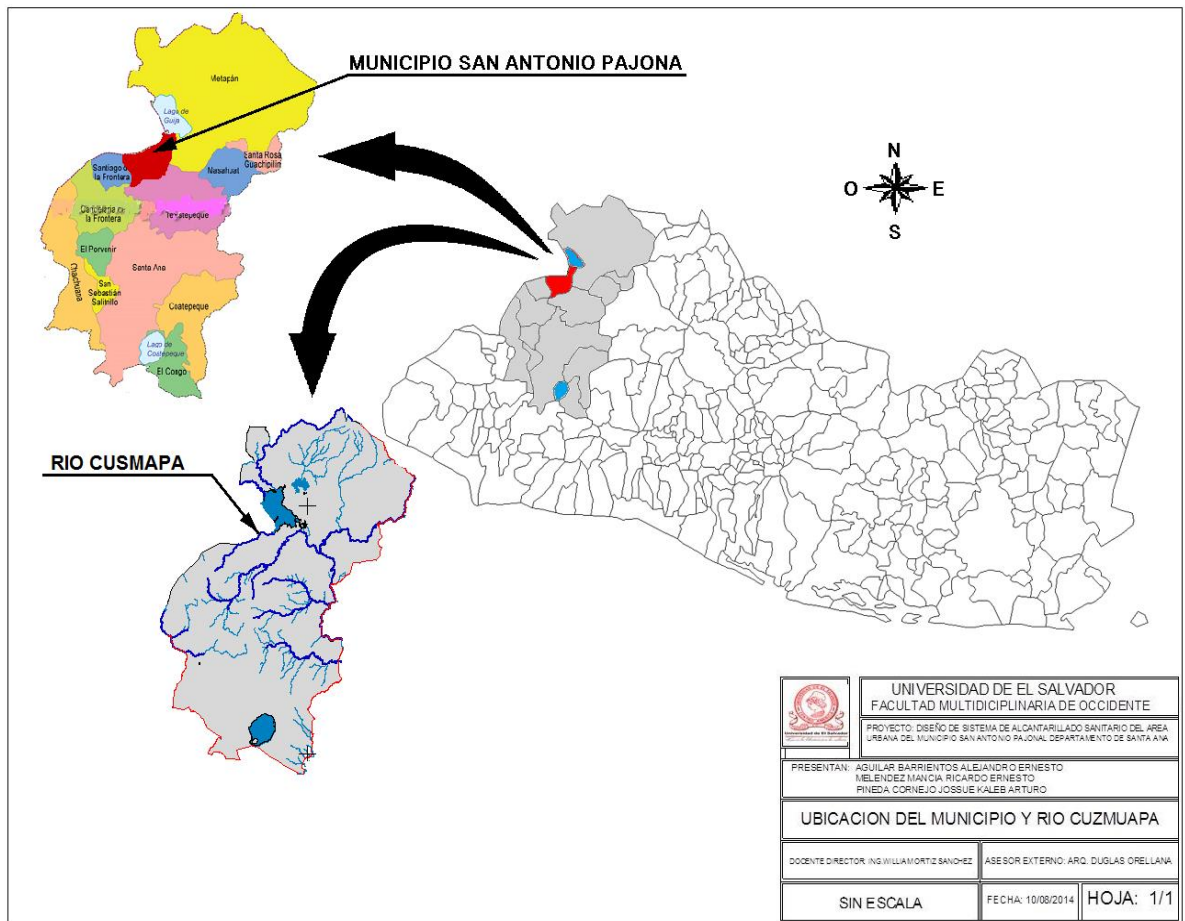 MUNICIPIO SAN ANTONIO PAJONA
Metapán
Lago de
Guija
Santa Rosa
Guachipilin
Masahuat
Santiago d
la Frontera
la Frontera
El Porvenir
Santa Ana
Chalchuapa
San
Sebastián
Salitrillo
Coatepeque
Lago de
Coatepeque
El Congo
N
O
E
S
RIO CUSMAPA
UNIVERSIDAD DE EL SALVADOR
FACULTAD MULTIDICIPLINARIA DE OCCIDENTE
Universidad de El Salvador
PROYECTO: DISEÑO DE SISTEMA DE ALCANTARILLADO SANITARIO DEL AREA
URBANA DEL MUNICIPIO SAN ANTONIO PAJONAL DEPARTAMENTO DE SANTA ANA
PRESENTAN: AGUILAR BARRIENTOS ALEJANDRO ERNESTO
MELENDEZ MANCIA RICARDO ERNESTO
PINEDA CORNEJO JOSSUE KALEB ARTURO
UBICACION DEL MUNICIPIO Y RIO CUZMUAPA
DOCENTE DIRECTOR: ING.WILLIAM ORTIZ SANCHEZ
ASESOR EXTERNO: ARQ. DUGLAS ORELLANA
SIN ESCALA
FECHA: 10/08/2014
HOJA: 1/1